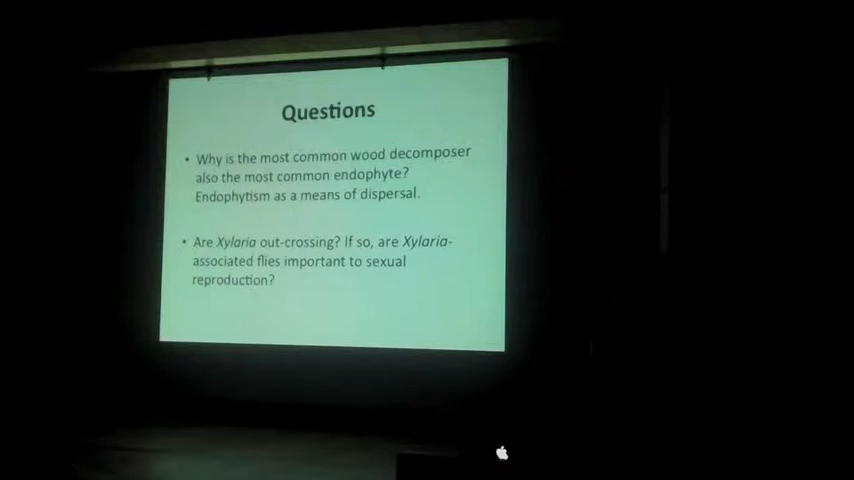 Questions
• Why is the most common wood decomposer
also the most common endophyte?
Endophytism as a means of dispersal.
• Are Xylaria out-crossing? If so, are Xylaria-
associated flies important to sexual
reproduction?